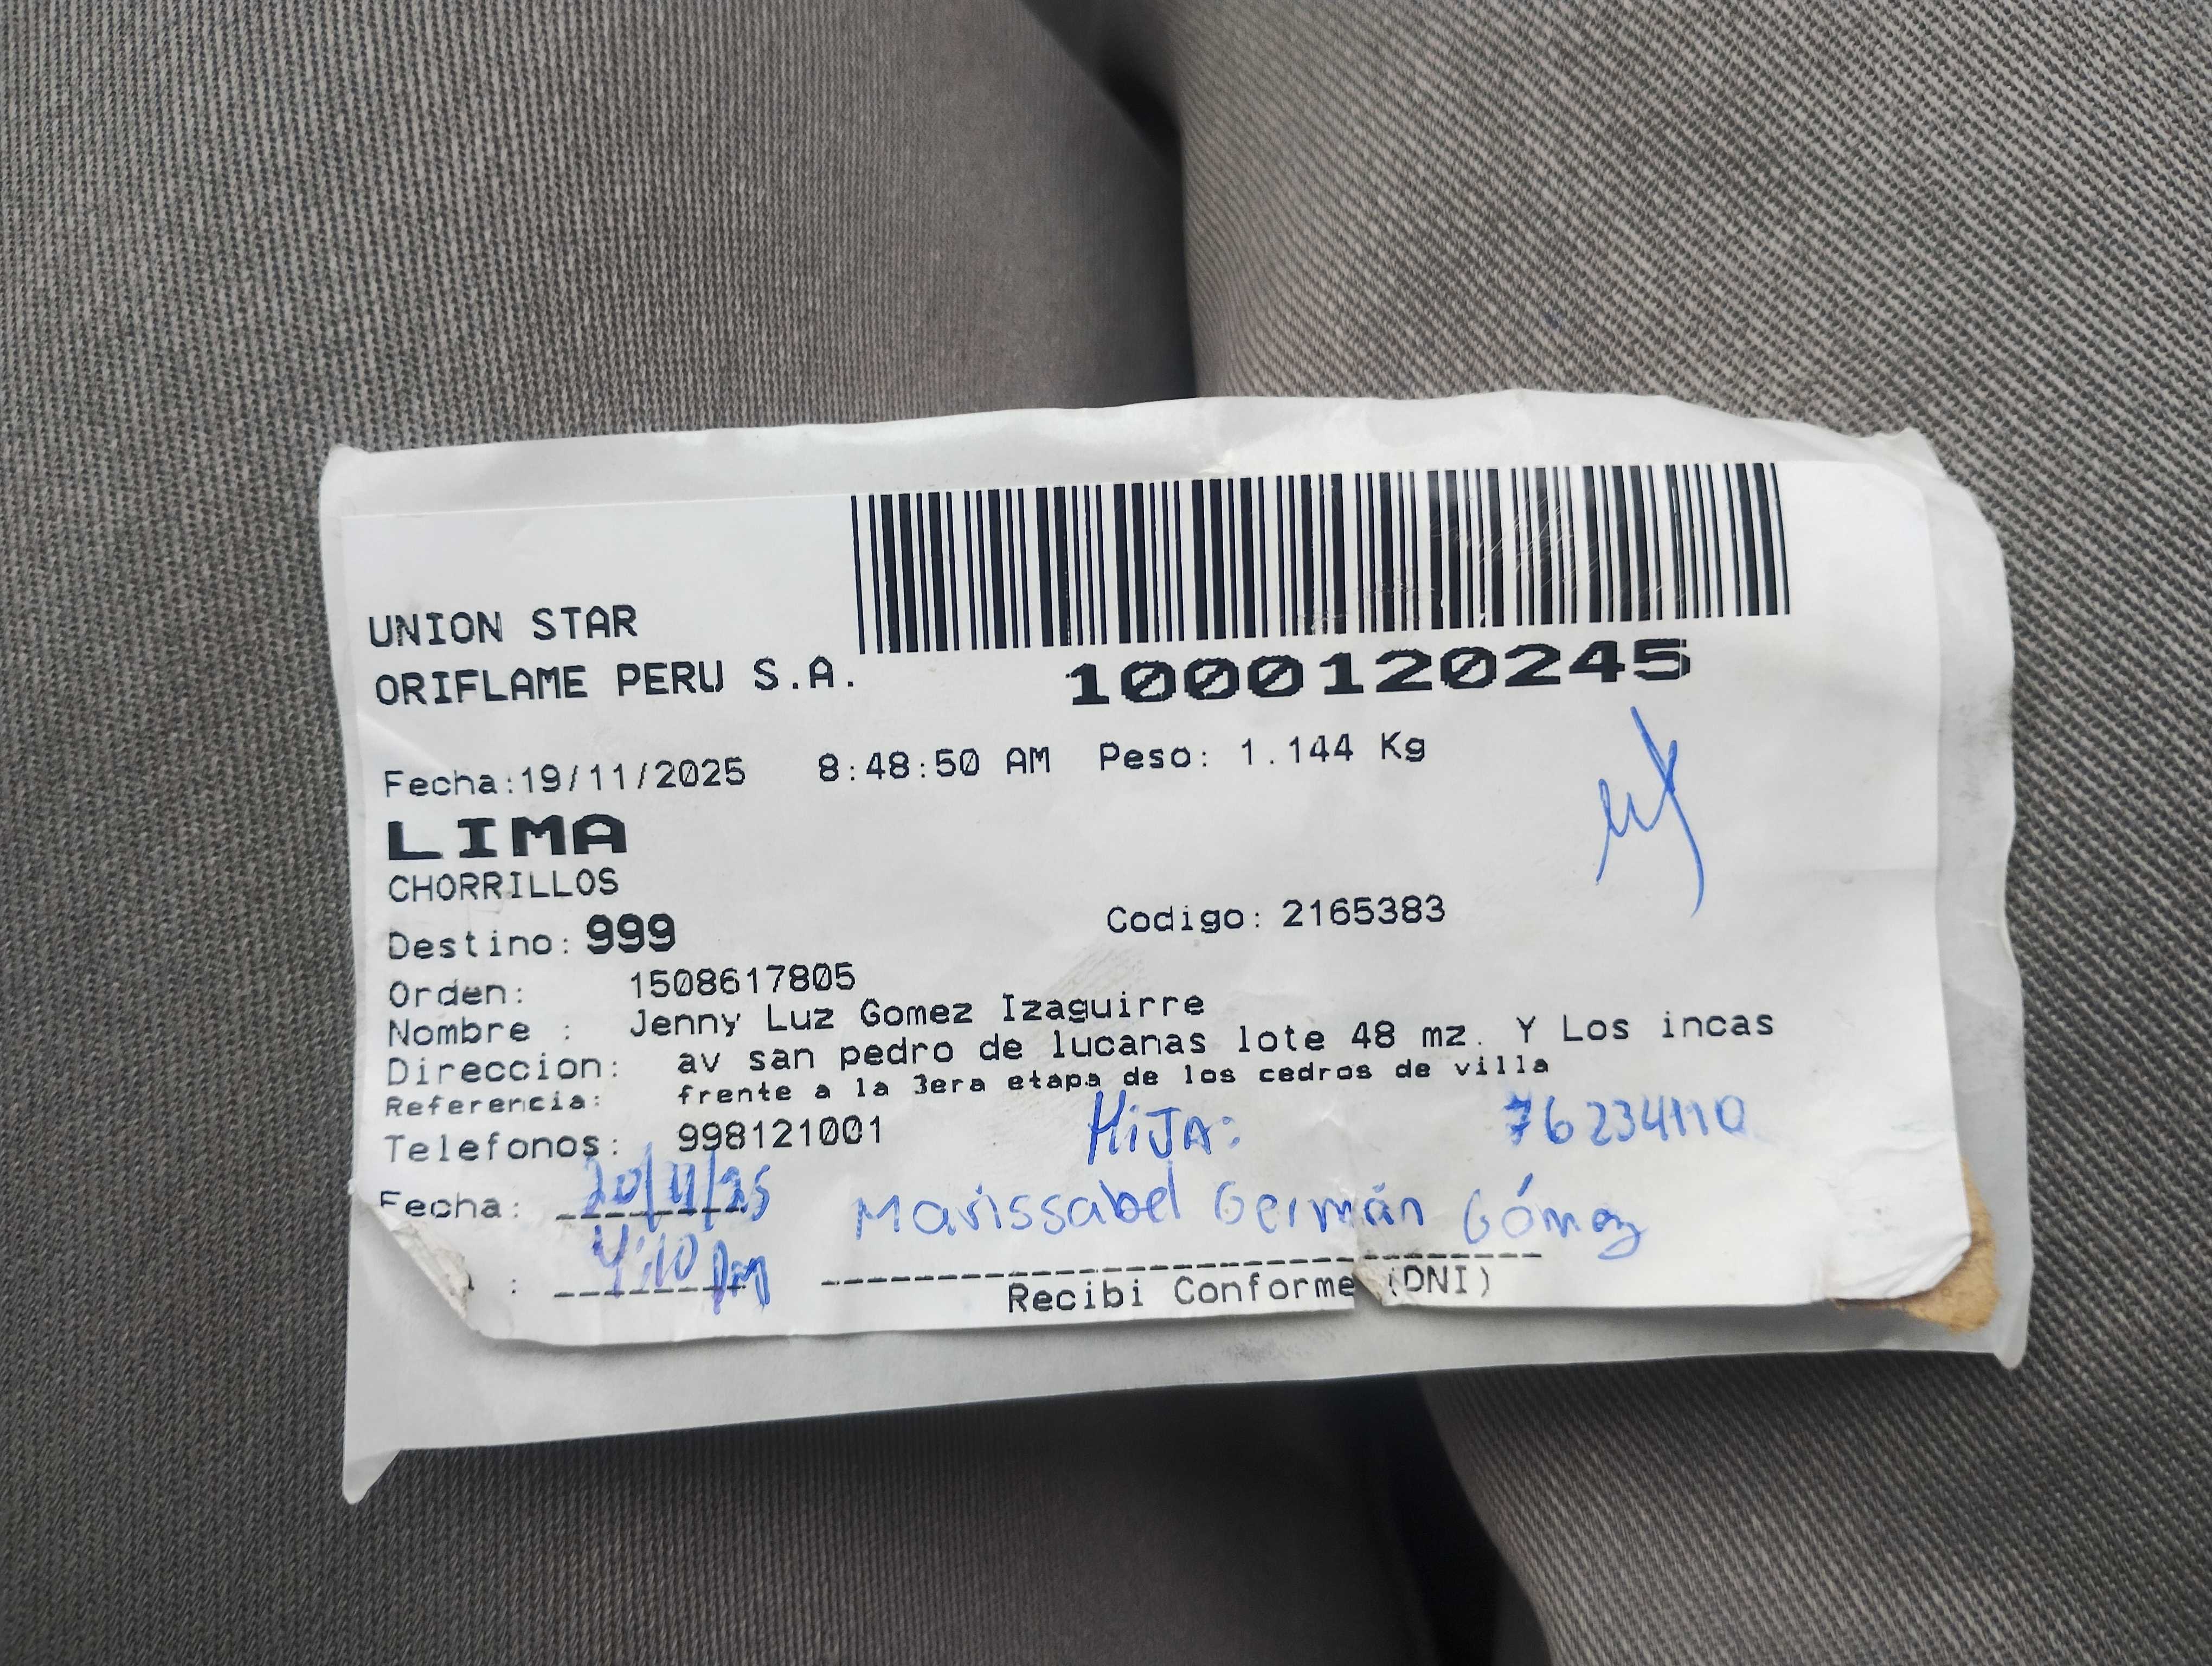 UNION STAR
ORIFLAME PERU S.A.
1000120245
Fecha:19/11/2025 8:48:50 AM Peso: 1.144 Kg
LIMA
CHORRILLOS
Destino: 999 Codigo: 2165383
Orden: 1508617805
Nombre : Jenny Luz Gomez Izaguirre
Direccion: av san pedro de lucanas lote 48 mz. Y Los incas
Referencia: frente a la 3era etapa de los cedros de villa
Telefonos: 998121001 HIJA: 76234110
Fecha: 20/11/25 Marissabel Germán Gómez
: 4:10 pm
Recibi Conforme (DNI)